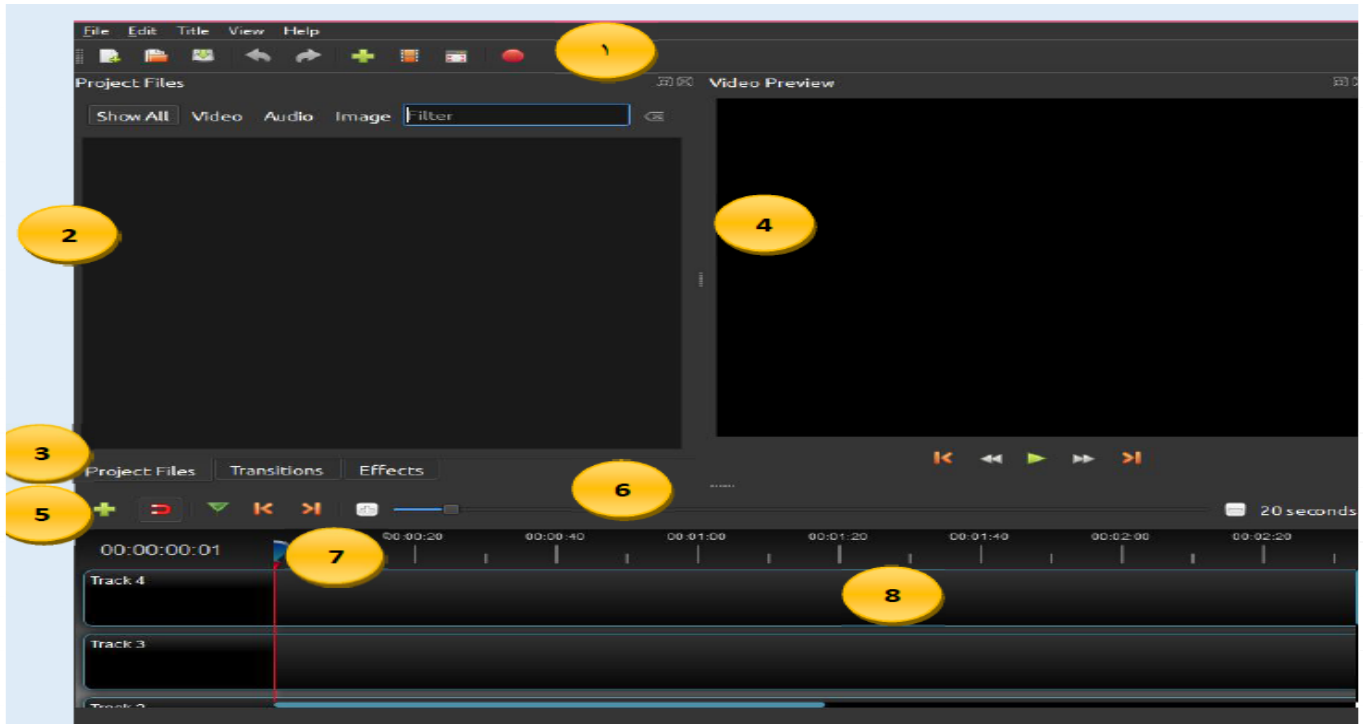 File Edit Title View Help
١
Project Files
Video Preview
Show All Video Audio Image Filter
2
4
3
Project Files Transitions Effects
6
5
20 seconds
00:00:00:01
7
00:00:20 00:00:40 00:01:00 00:01:20 00:01:40 00:02:00 00:02:20
Track 4
8
Track 3